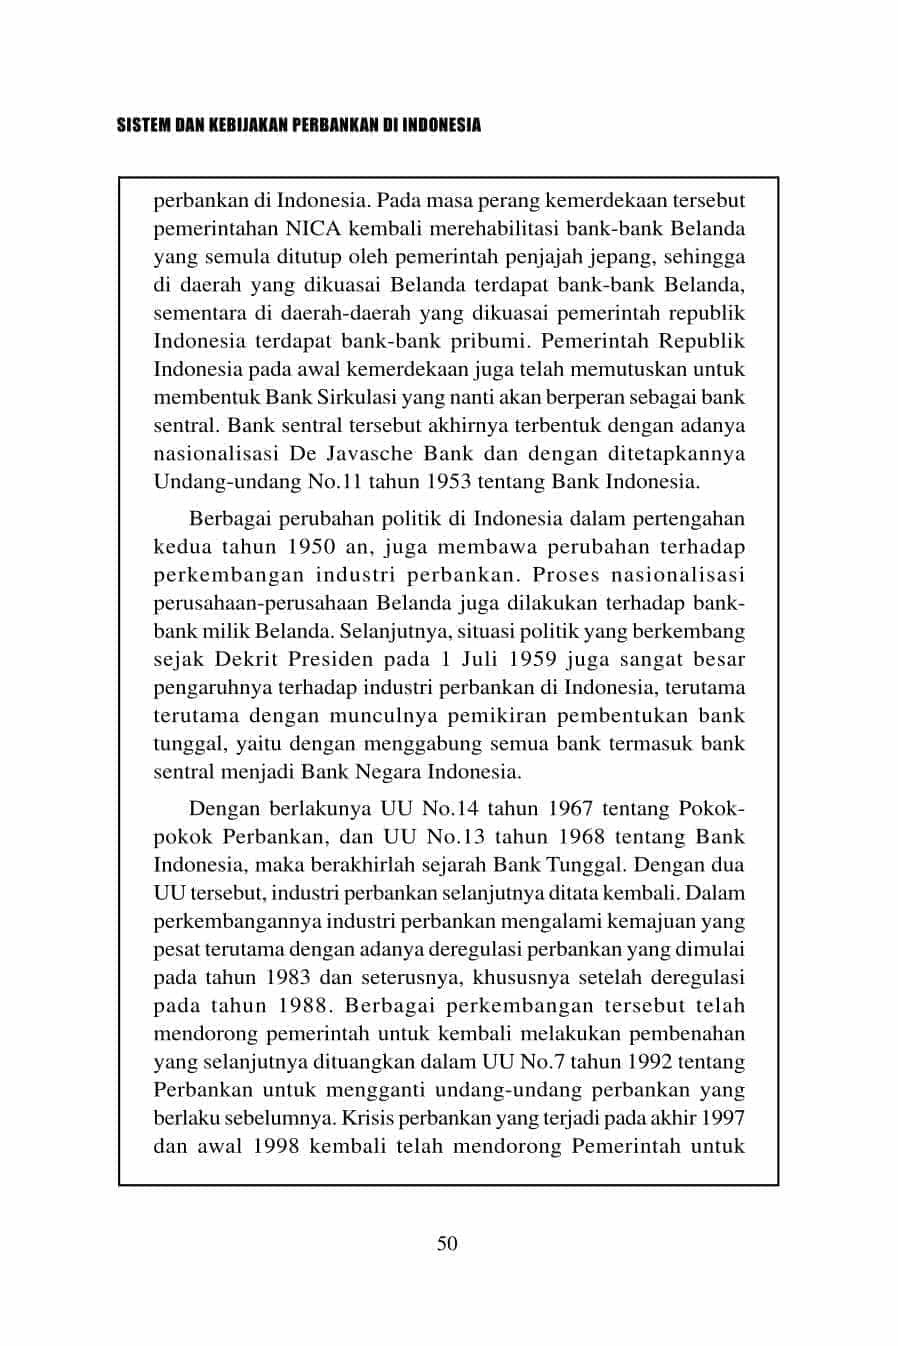 SISTEM DAN KEBIJAKAN PERBANKAN DI INDONESIA
perbankan di Indonesia. Pada masa perang kemerdekaan tersebut
pemerintahan NICA kembali merehabilitasi bank-bank Belanda
yang semula ditutup oleh pemerintah penjajah jepang, sehingga
di daerah yang dikuasai Belanda terdapat bank-bank Belanda,
sementara di daerah-daerah yang dikuasai pemerintah republik
Indonesia terdapat bank-bank pribumi. Pemerintah Republik
Indonesia pada awal kemerdekaan juga telah memutuskan untuk
membentuk Bank Sirkulasi yang nanti akan berperan sebagai bank
sentral. Bank sentral tersebut akhirnya terbentuk dengan adanya
nasionalisasi De Javasche Bank dan dengan ditetapkannya
Undang-undang No.11 tahun 1953 tentang Bank Indonesia.
Berbagai perubahan politik di Indonesia dalam pertengahan
kedua tahun 1950 an, juga membawa perubahan terhadap
perkembangan industri perbankan. Proses nasionalisasi
perusahaan-perusahaan Belanda juga dilakukan terhadap bank-
bank milik Belanda. Selanjutnya, situasi politik yang berkembang
sejak Dekrit Presiden pada 1 Juli 1959 juga sangat besar
pengaruhnya terhadap industri perbankan di Indonesia, terutama
terutama dengan munculnya pemikiran pembentukan bank
tunggal, yaitu dengan menggabung semua bank termasuk bank
sentral menjadi Bank Negara Indonesia.
Dengan berlakunya UU No.14 tahun 1967 tentang Pokok-
pokok Perbankan, dan UU No.13 tahun 1968 tentang Bank
Indonesia, maka berakhirlah sejarah Bank Tunggal. Dengan dua
UU tersebut, industri perbankan selanjutnya ditata kembali. Dalam
perkembangannya industri perbankan mengalami kemajuan yang
pesat terutama dengan adanya deregulasi perbankan yang dimulai
pada tahun 1983 dan seterusnya, khususnya setelah deregulasi
pada tahun 1988. Berbagai perkembangan tersebut telah
mendorong pemerintah untuk kembali melakukan pembenahan
yang selanjutnya dituangkan dalam UU No.7 tahun 1992 tentang
Perbankan untuk mengganti undang-undang perbankan yang
berlaku sebelumnya. Krisis perbankan yang terjadi pada akhir 1997
dan awal 1998 kembali telah mendorong Pemerintah untuk
50